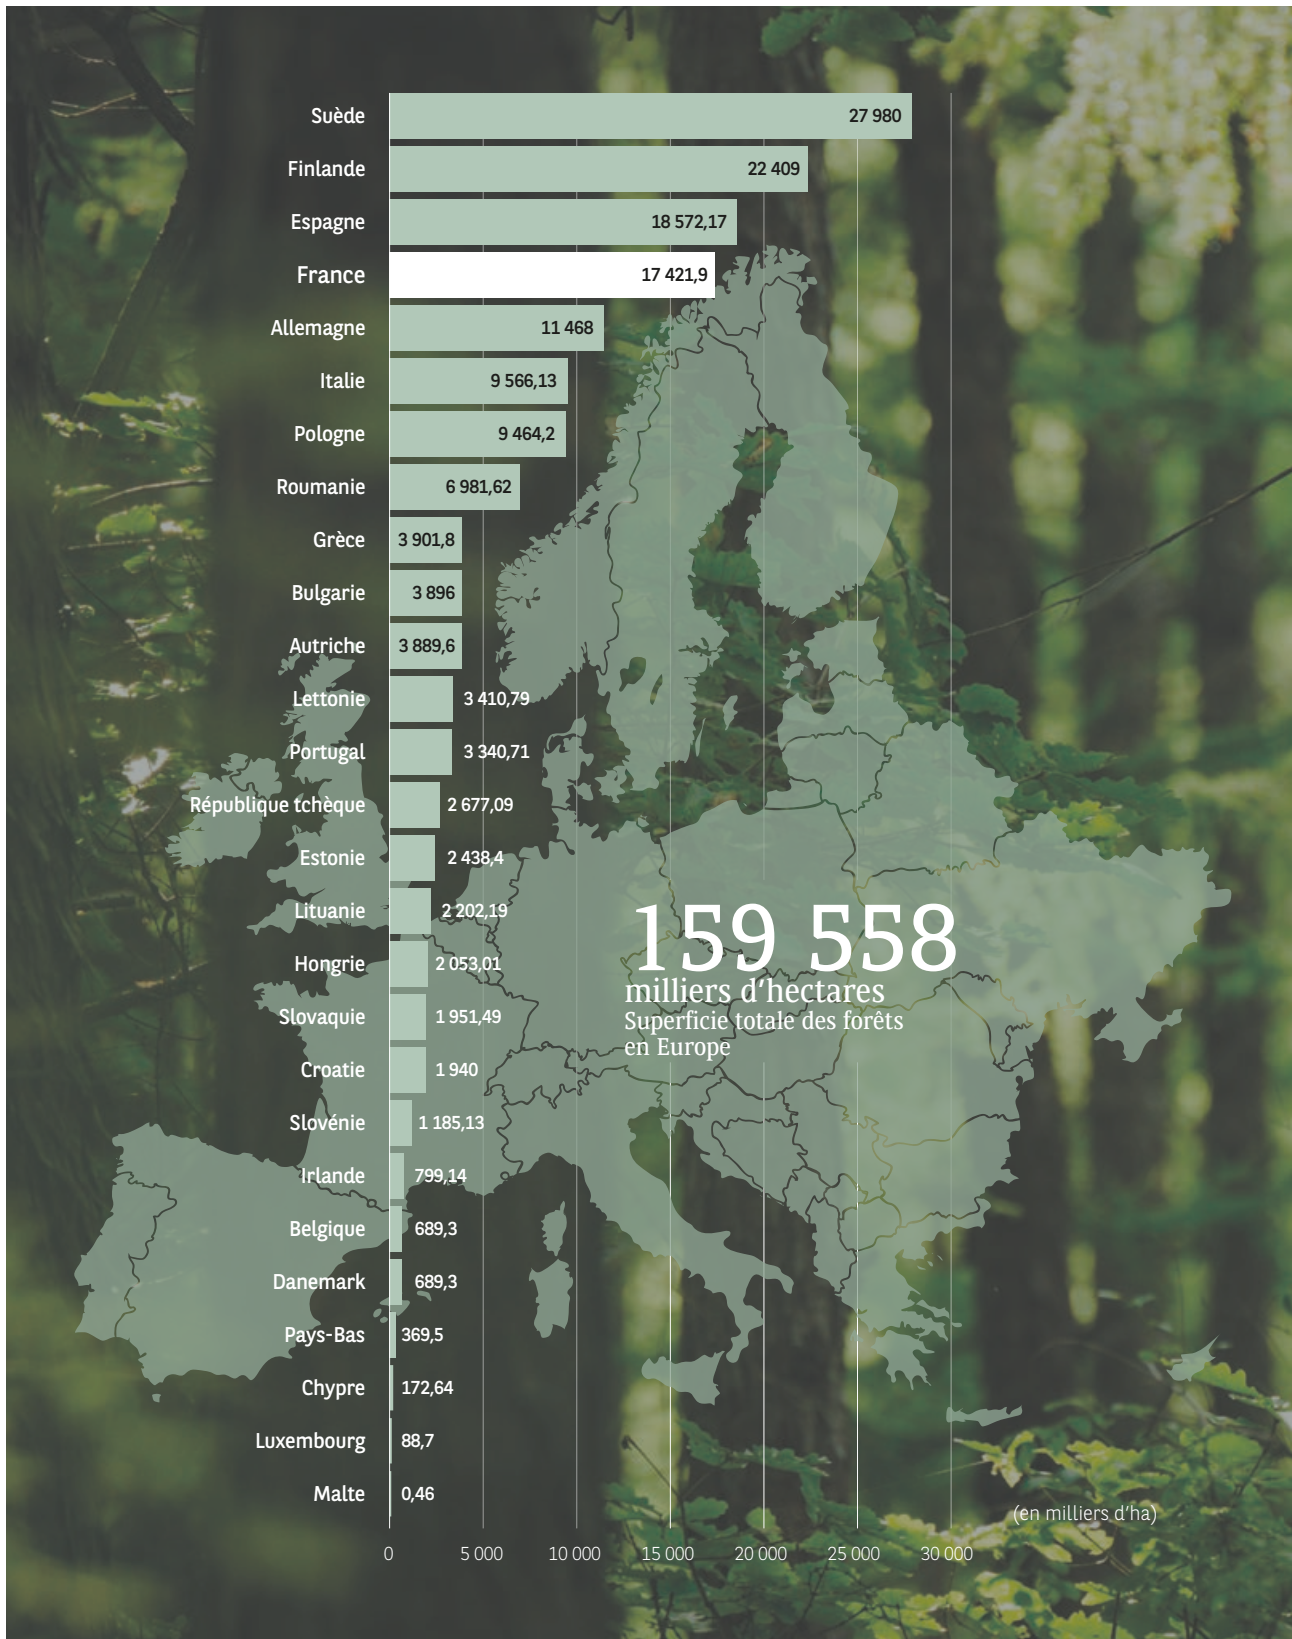 Suède 27 980
Finlande 22 409
Espagne 18 572,17
France 17 421,9
Allemagne 11 468
Italie 9 566,13
Pologne 9 464,2
Roumanie 6 981,62
Grèce 3 901,8
Bulgarie 3 896
Autriche 3 889,6
Lettonie 3 410,79
Portugal 3 340,71
République tchèque 2 677,09
Estonie 2 438,4
Lituanie 2 202,19
Hongrie 2 053,01
Slovaquie 1 951,49
Croatie 1 940
Slovénie 1 185,13
Irlande 799,14
Belgique 689,3
Danemark 689,3
Pays-Bas 369,5
Chypre 172,64
Luxembourg 88,7
Malte 0,46
159 558
milliers d’hectares
Superficie totale des forêts
en Europe
(en milliers d’ha)
0 5 000 10 000 15 000 20 000 25 000 30 000